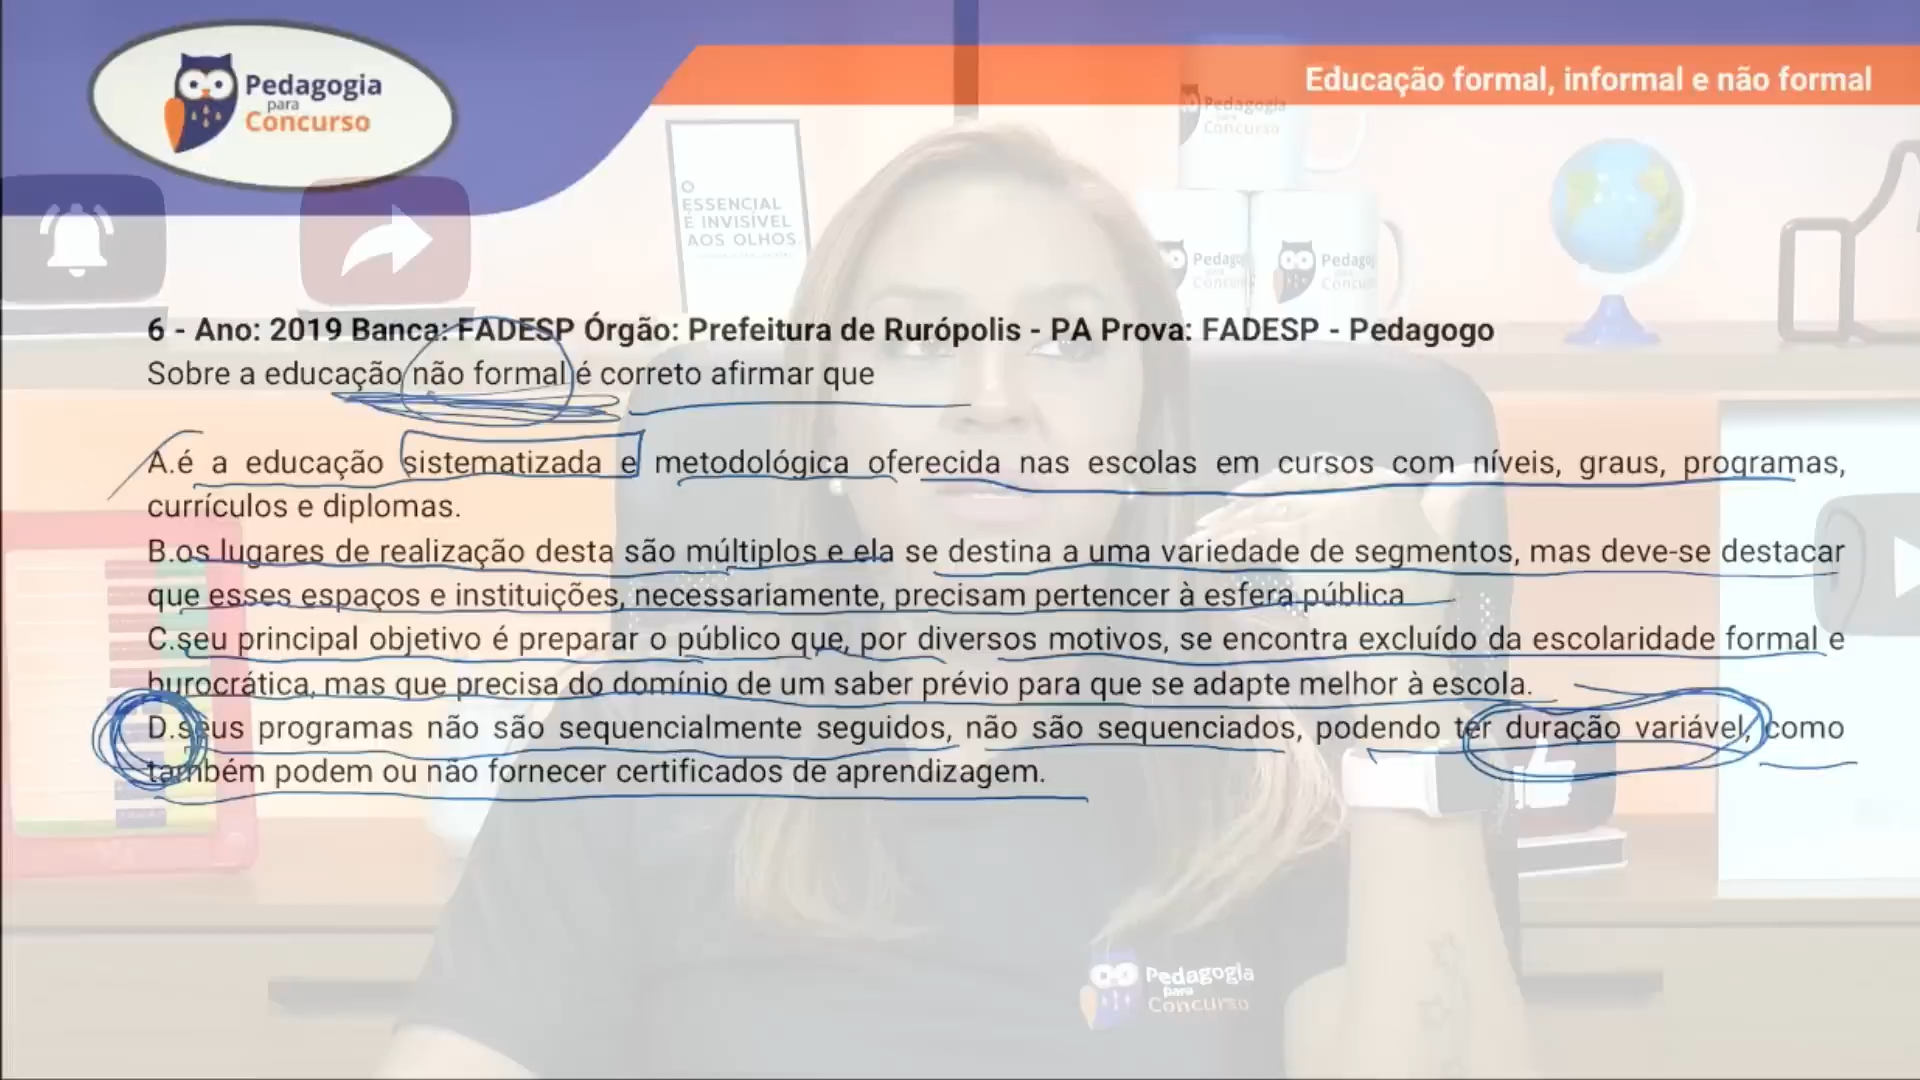 Pedagogia
para
Concurso
Educação formal, informal e não formal
Pedagogia
para
Concurso
O
ESSENCIAL
É INVISÍVEL
AOS OLHOS
6 - Ano: 2019 Banca: FADESP Órgão: Prefeitura de Rurópolis - PA Prova: FADESP - Pedagogo
Sobre a educação não formal é correto afirmar que
A.é a educação sistematizada e metodológica oferecida nas escolas em cursos com níveis, graus, programas,
currículos e diplomas.
B.os lugares de realização desta são múltiplos e ela se destina a uma variedade de segmentos, mas deve-se destacar
que esses espaços e instituições, necessariamente, precisam pertencer à esfera pública
C.seu principal objetivo é preparar o público que, por diversos motivos, se encontra excluído da escolaridade formal e
burocrática, mas que precisa do domínio de um saber prévio para que se adapte melhor à escola.
D.seus programas não são sequencialmente seguidos, não são sequenciados, podendo ter duração variável, como
também podem ou não fornecer certificados de aprendizagem.
Pedagogia
para
Concurso